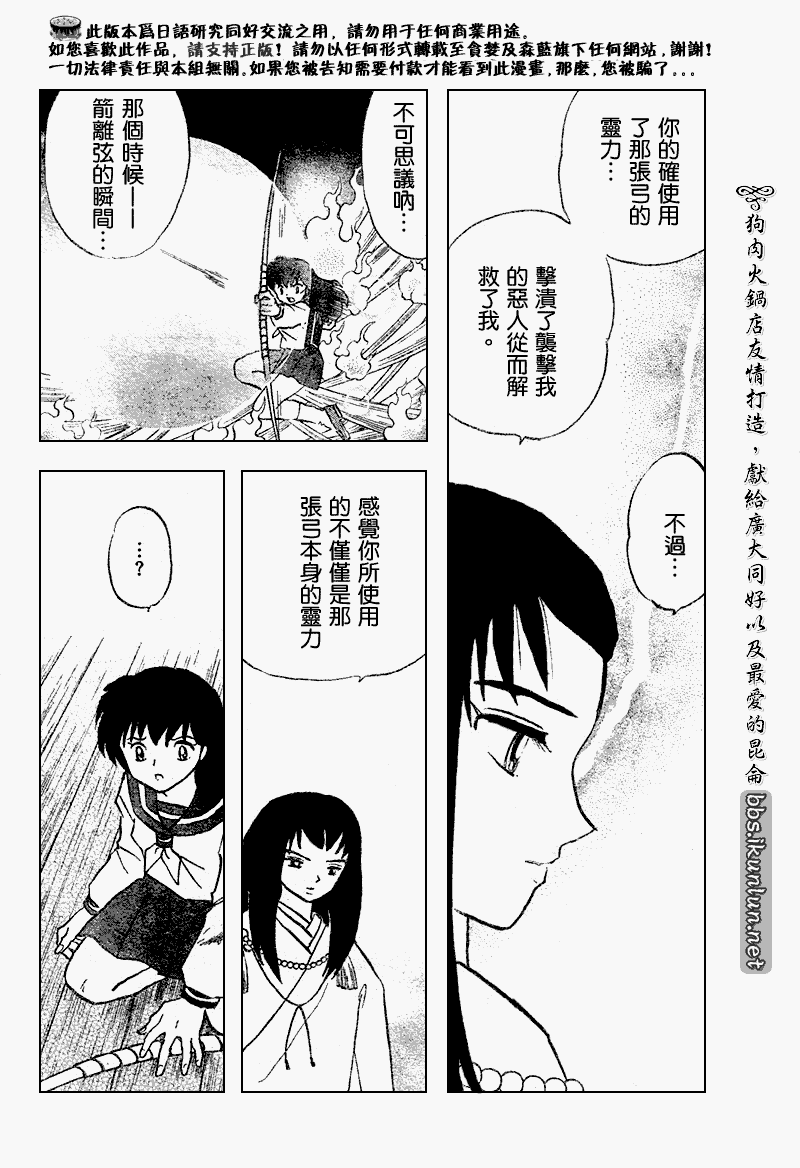 此版本爲日語研究同好交流之用，請勿用于任何商業用途。
如您喜歡此作品，請支持正版！請勿以任何形式轉載至貪婪及森藍旗下任何網站，謝謝！
一切法律責任與本組無關。如果您被告知需要付款才能看到此漫畫，那麼，您被騙了...
你的確使用
了那張弓的
靈力…
擊潰了襲擊我
的惡人從而解
救了我。
不過…
不可思議吶…
那個時候——
箭離弦的瞬間…
感覺你所使用
的不僅僅是那
張弓本身的靈力
…?
狗肉火鍋店友情打造，獻給廣大同好以及最愛的昆侖
bbs.ikunlun.net